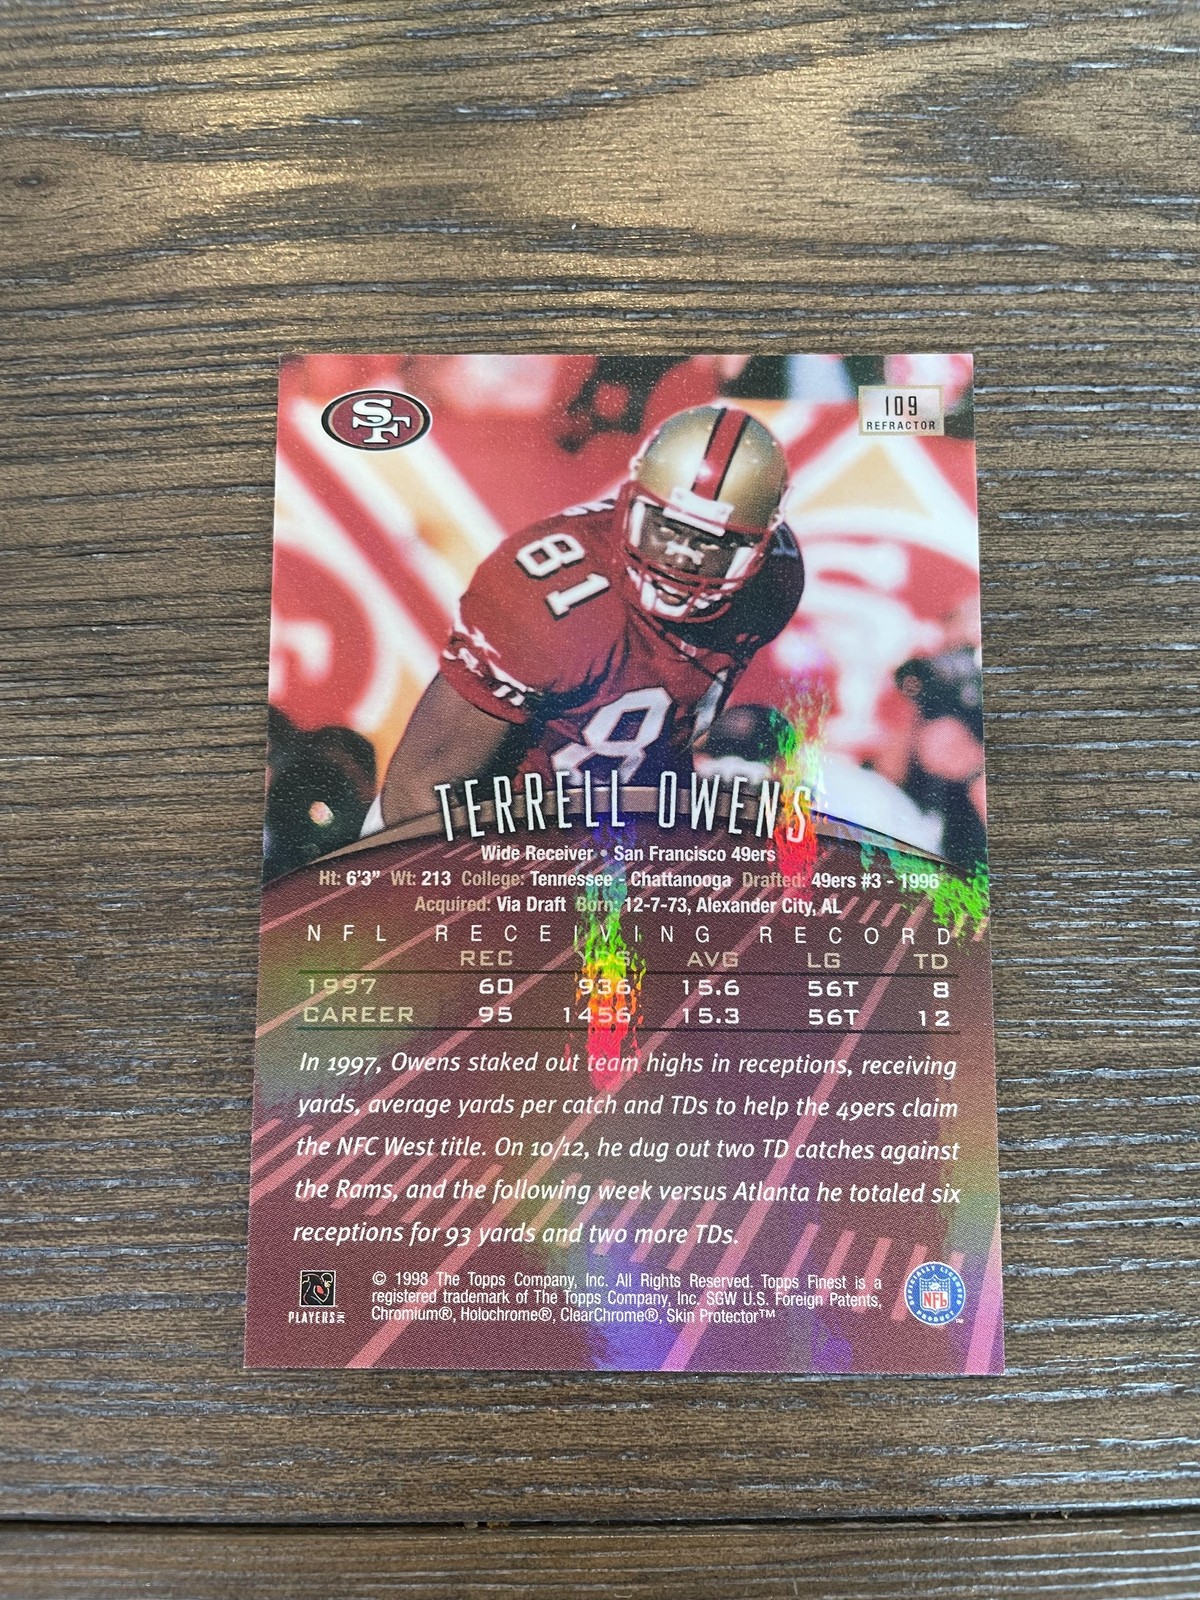 SF
109
REFRACTOR
81
81
TERRELL OWENS
Wide Receiver • San Francisco 49ers
Ht: 6'3" Wt: 213 College: Tennessee - Chattanooga Drafted: 49ers #3 - 1996
Acquired: Via Draft Born: 12-7-73, Alexander City, AL
NFL RECEIVING RECORD
REC YDS AVG LG TD
1997 60 936 15.6 56T 8
CAREER 95 1456 15.3 56T 12
In 1997, Owens staked out team highs in receptions, receiving
yards, average yards per catch and TDs to help the 49ers claim
the NFC West title. On 10/12, he dug out two TD catches against
the Rams, and the following week versus Atlanta he totaled six
receptions for 93 yards and two more TDs.
PLAYERS INC
© 1998 The Topps Company, Inc. All Rights Reserved. Topps Finest is a
registered trademark of The Topps Company, Inc. SGW U.S. Foreign Patents,
Chromium®, Holochrome®, ClearChrome®, Skin Protector™
OFFICIALLY LICENSED
NFL
PRODUCT